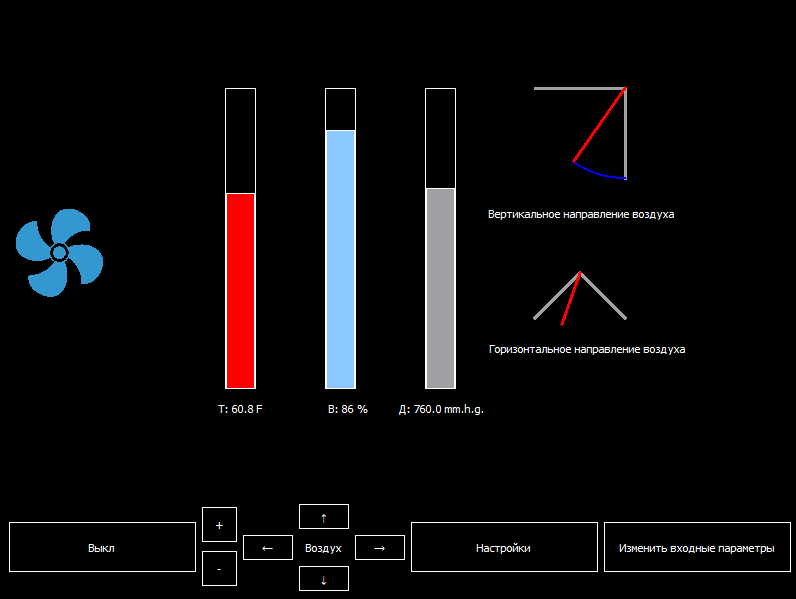 Вертикальное направление воздуха
Горизонтальное направление воздуха
Т: 60.8 F
В: 86 %
Д: 760.0 mm.h.g.
Выкл
+
-
←
↑
Воздух
↓
→
Настройки
Изменить входные параметры